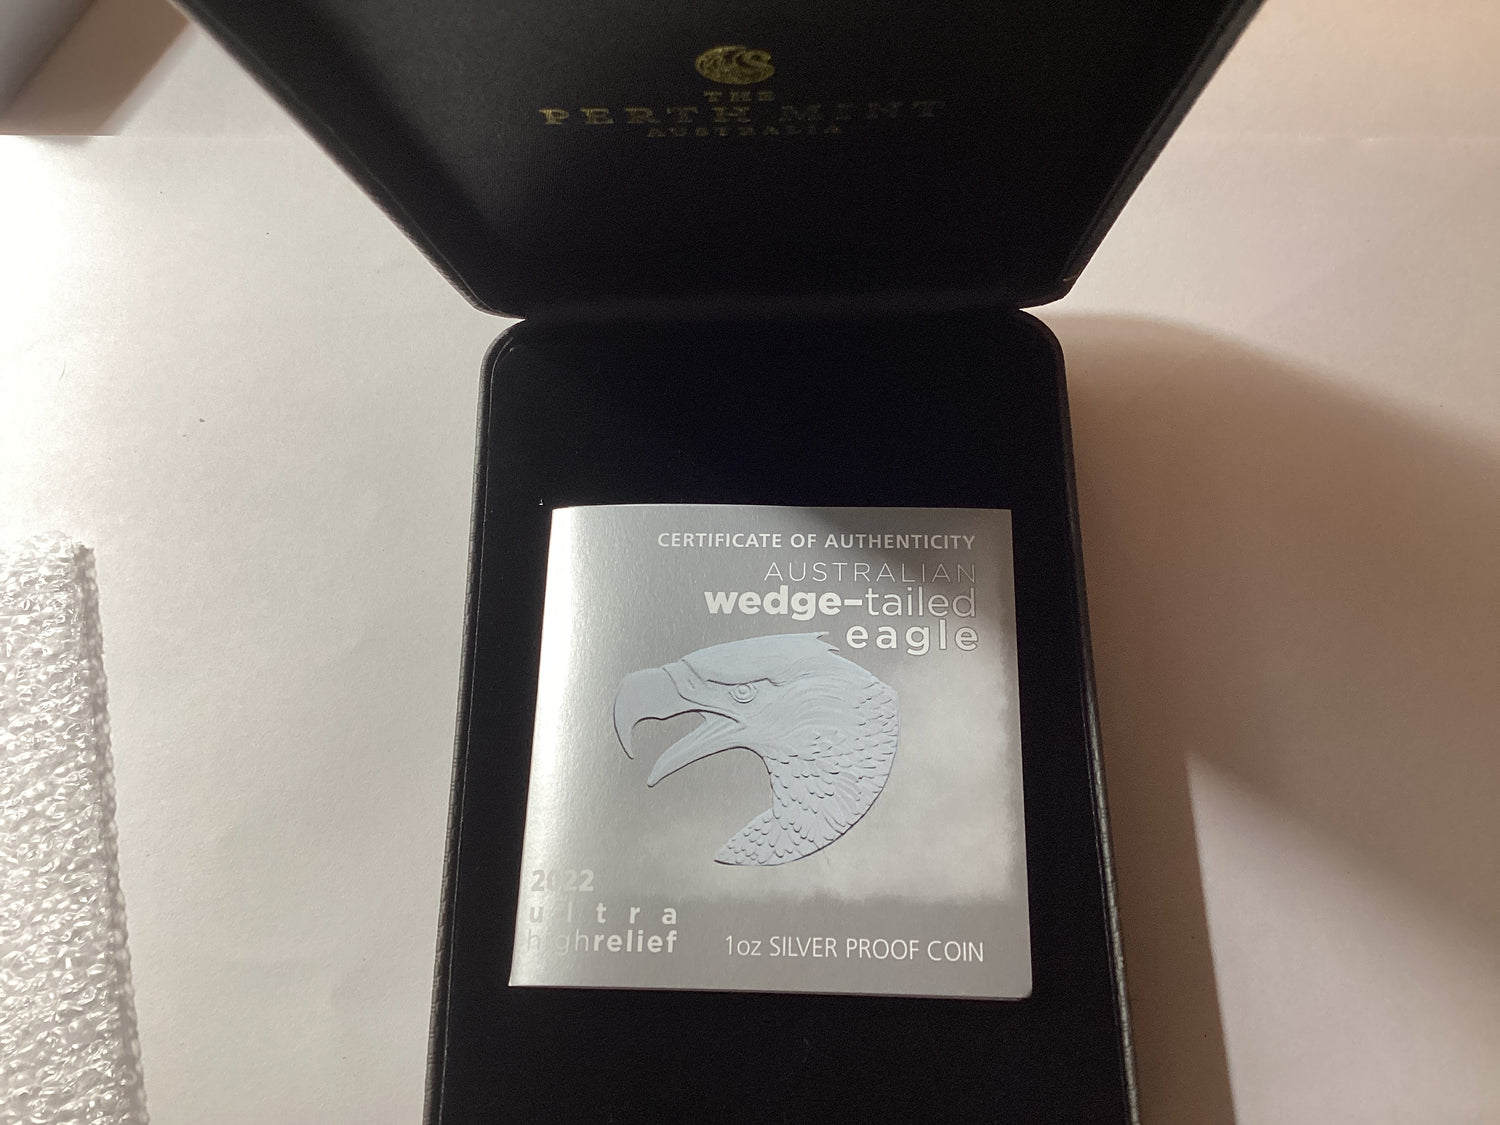 THE
PERTH MINT
AUSTRALIA
CERTIFICATE OF AUTHENTICITY
AUSTRALIAN
wedge-tailed
eagle
2022
ultra
highrelief
1oz SILVER PROOF COIN